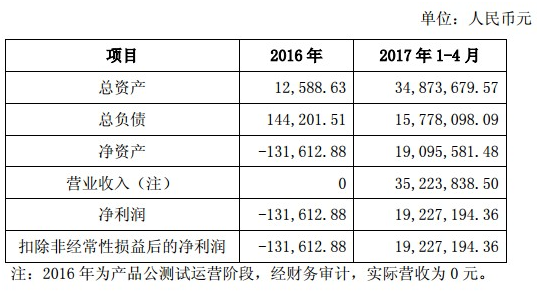 单位：人民币元
项目 2016 年 2017 年 1-4 月
总资产 12,588.63 34,873,679.57
总负债 144,201.51 15,778,098.09
净资产 -131,612.88 19,095,581.48
营业收入（注） 0 35,223,838.50
净利润 -131,612.88 19,227,194.36
扣除非经常性损益后的净利润 -131,612.88 19,227,194.36
注：2016 年为产品公测试运营阶段，经财务审计，实际营收为 0 元。